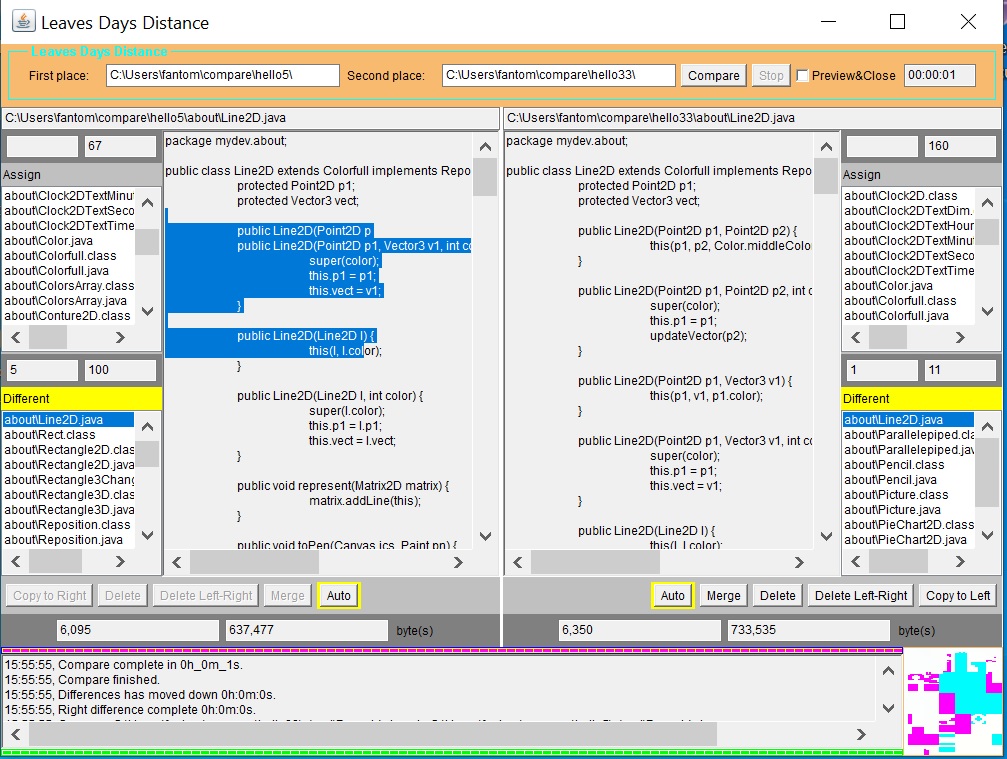 Leaves Days Distance
Leaves Days Distance
First place: C:\Users\fantom\compare\hello5\ Second place: C:\Users\fantom\compare\hello33\ Compare Stop Preview&Close 00:00:01
C:\Users\fantom\compare\hello5\about\Line2D.java
67
Assign
about\Clock2DTextMinut
about\Clock2DTextSeco
about\Clock2DTextTime
about\Color.java
about\Colorfull.class
about\Colorfull.java
about\ColorsArray.class
about\ColorsArray.java
about\Conture2D.class
5 100
Different
about\Line2D.java
about\Rect.class
about\Rectangle2D.clas
about\Rectangle2D.java
about\Rectangle3Chang
about\Rectangle3D.clas
about\Rectangle3D.java
about\Reposition.class
about\Reposition.java
package mydev.about;
public class Line2D extends Colorfull implements Repo
protected Point2D p1;
protected Vector3 vect;
public Line2D(Point2D p
public Line2D(Point2D p1, Vector3 v1, int co
super(color);
this.p1 = p1;
this.vect = v1;
}
public Line2D(Line2D l) {
this(l, l.color);
}
public Line2D(Line2D l, int color) {
super(l.color);
this.p1 = l.p1;
this.vect = l.vect;
}
public void represent(Matrix2D matrix) {
matrix.addLine(this);
}
public void toPen(Canvas ics, Paint pn) {
C:\Users\fantom\compare\hello33\about\Line2D.java
package mydev.about;
public class Line2D extends Colorfull implements Repo
protected Point2D p1;
protected Vector3 vect;
public Line2D(Point2D p1, Point2D p2) {
this(p1, p2, Color.middleColo
}
public Line2D(Point2D p1, Point2D p2, int c
super(color);
this.p1 = p1;
updateVector(p2);
}
public Line2D(Point2D p1, Vector3 v1) {
this(p1, v1, p1.color);
}
public Line2D(Point2D p1, Vector3 v1, int co
super(color);
this.p1 = p1;
this.vect = v1;
}
public Line2D(Line2D l) {
this(l, l.color);
160
Assign
about\Clock2D.class
about\Clock2DTextDim.
about\Clock2DTextHour
about\Clock2DTextMinut
about\Clock2DTextSeco
about\Clock2DTextTime
about\Color.java
about\Colorfull.class
about\Colorfull.java
1 11
Different
about\Line2D.java
about\Parallelepiped.cla
about\Parallelepiped.jav
about\Pencil.class
about\Pencil.java
about\Picture.class
about\Picture.java
about\PieChart2D.class
about\PieChart2D.java
Copy to Right Delete Delete Left-Right Merge Auto
Auto Merge Delete Delete Left-Right Copy to Left
6,095 637,477 byte(s)
6,350 733,535 byte(s)
15:55:55, Compare complete in 0h_0m_1s.
15:55:55, Compare finished.
15:55:55, Differences has moved down 0h:0m:0s.
15:55:55, Right difference complete 0h:0m:0s.